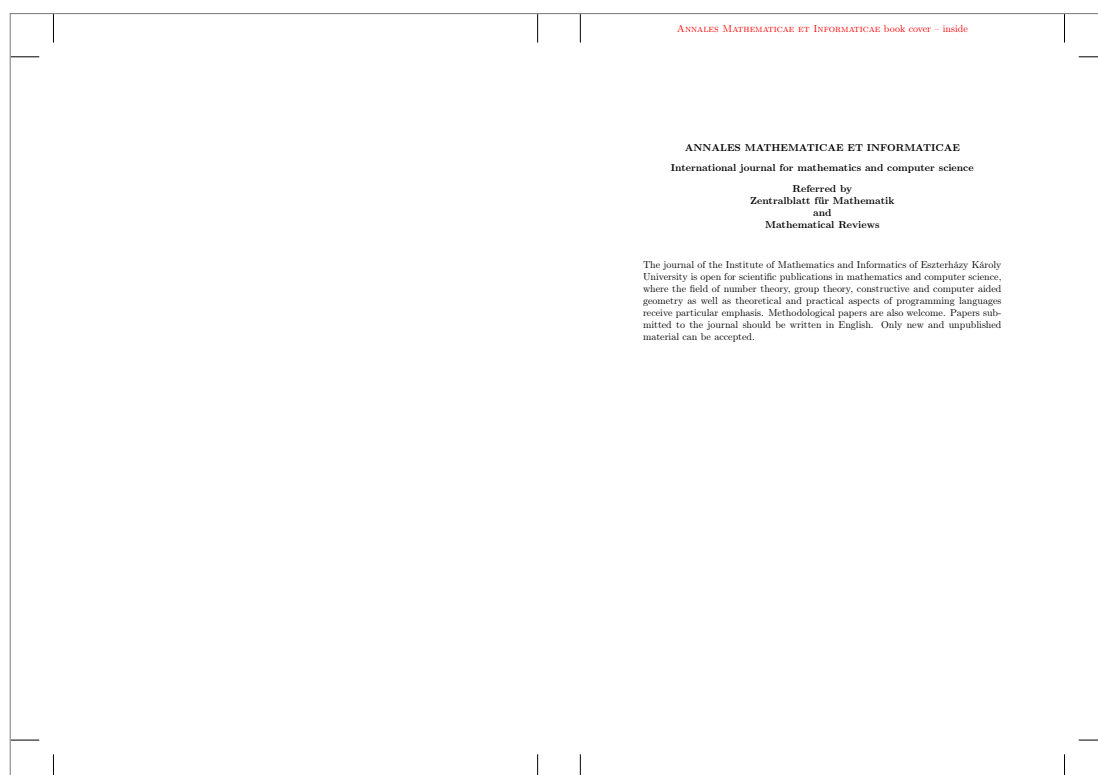 Annales Mathematicae et Informaticae book cover – inside
ANNALES MATHEMATICAE ET INFORMATICAE
International journal for mathematics and computer science
Referred by
Zentralblatt für Mathematik
and
Mathematical Reviews
The journal of the Institute of Mathematics and Informatics of Eszterházy Károly
University is open for scientific publications in mathematics and computer science,
where the field of number theory, group theory, constructive and computer aided
geometry as well as theoretical and practical aspects of programming languages
receive particular emphasis. Methodological papers are also welcome. Papers sub-
mitted to the journal should be written in English. Only new and unpublished
material can be accepted.